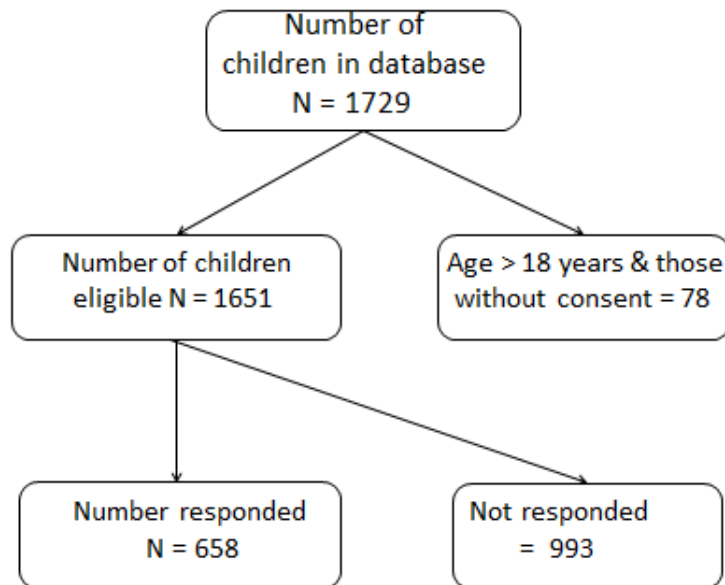 Number of
children in database
N = 1729
Number of children
eligible N = 1651
Age > 18 years & those
without consent = 78
Number responded
N = 658
Not responded
= 993